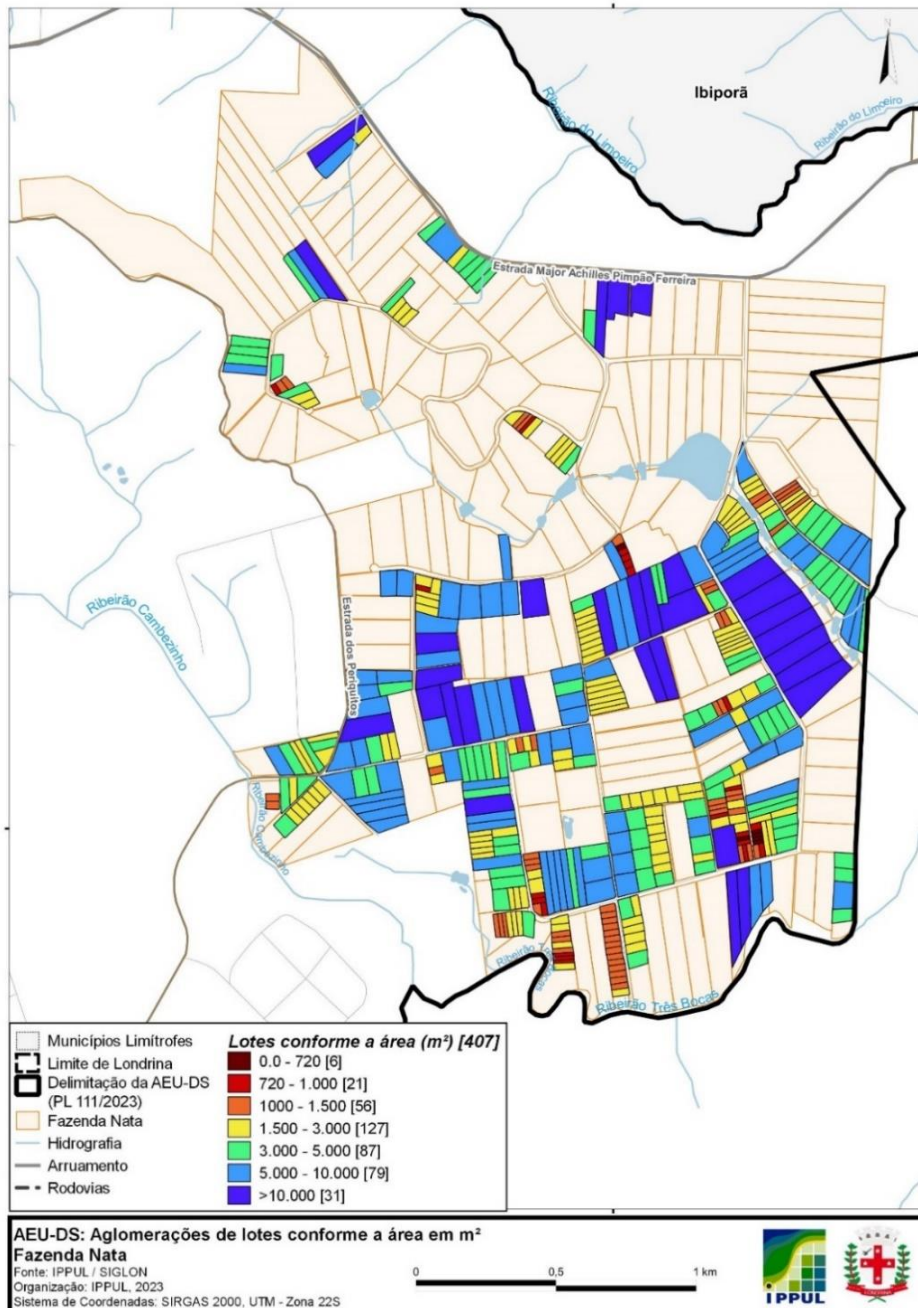 Ibiporã
Ribeirão do Limoeiro
Ribeirão do Limoeiro
Estrada Major Achilles Pimpão Ferreira
Ribeirão Cambezinho
Estrada dos Periquitos
Ribeirão Cambezinho
Ribeirão Três Bocas
Ribeirão Três Bocas
Municípios Limítrofes
Limite de Londrina
Delimitação da AEU-DS
(PL 111/2023)
Fazenda Nata
Hidrografia
Arruamento
Rodovias
Lotes conforme a área (m²) [407]
0.0 - 720 [6]
720 - 1.000 [21]
1000 - 1.500 [56]
1.500 - 3.000 [127]
3.000 - 5.000 [87]
5.000 - 10.000 [79]
>10.000 [31]
AEU-DS: Aglomerações de lotes conforme a área em m²
Fazenda Nata
Fonte: IPPUL / SIGLON
Organização: IPPUL, 2023
Sistema de Coordenadas: SIRGAS 2000, UTM - Zona 22S
0 0,5 1 km
IPPUL
LONDRINA